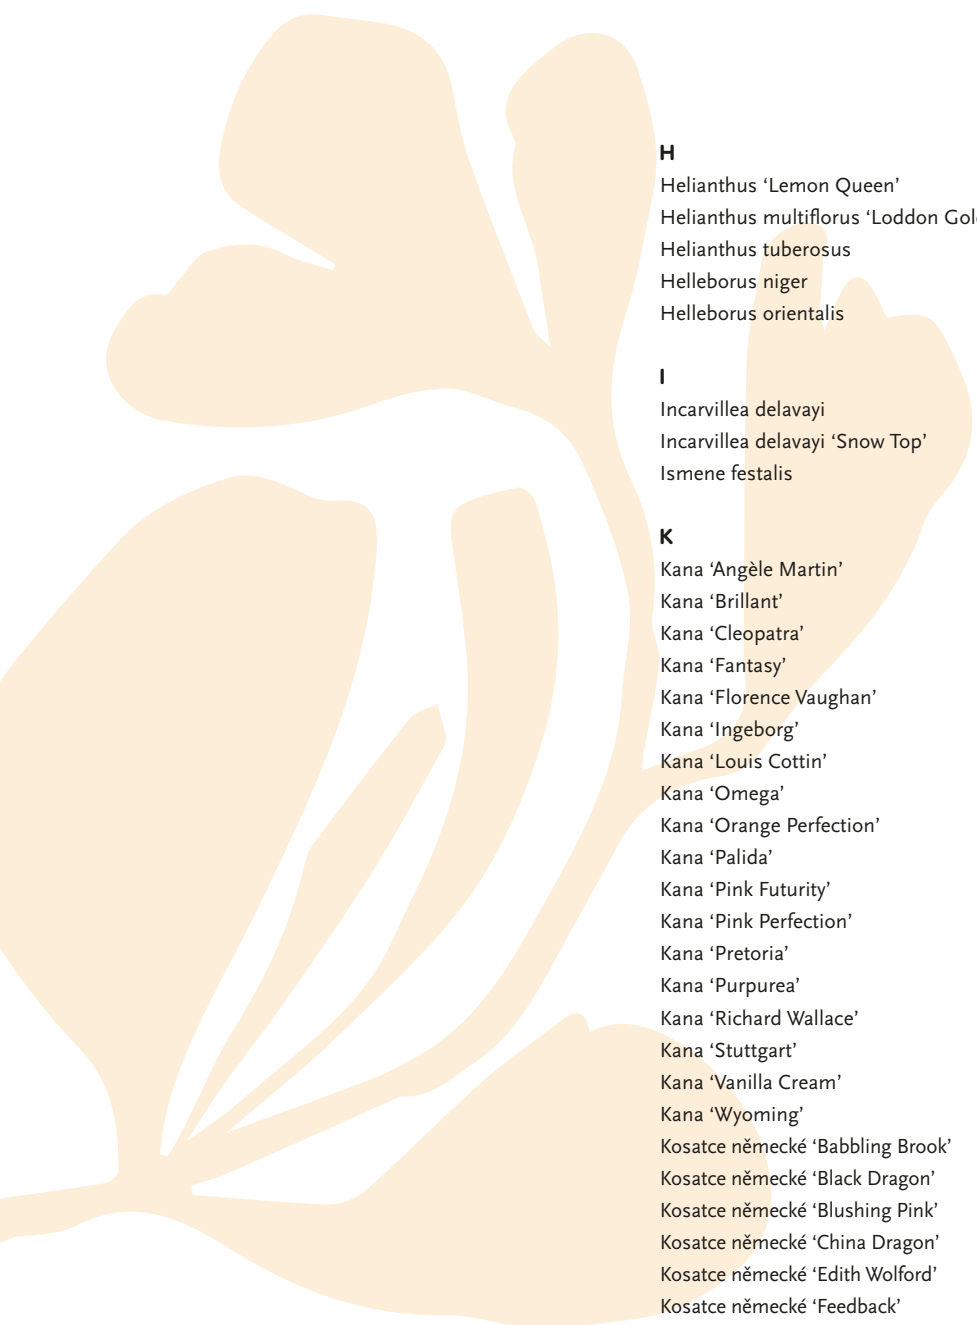 H
Helianthus ‘Lemon Queen’
Helianthus multiflorus ‘Loddon
Helianthus tuberosus
Helleborus niger
Helleborus orientalis
I
Incarvillea delavayi
Incarvillea delavayi ‘Snow Top’
Ismene festalis
K
Kana ‘Angèle Martin’
Kana ‘Brillant’
Kana ‘Cleopatra’
Kana ‘Fantasy’
Kana ‘Florence Vaughan’
Kana ‘Ingeborg’
Kana ‘Louis Cottin’
Kana ‘Omega’
Kana ‘Orange Perfection’
Kana ‘Palida’
Kana ‘Pink Futurity’
Kana ‘Pink Perfection’
Kana ‘Pretoria’
Kana ‘Purpurea’
Kana ‘Richard Wallace’
Kana ‘Stuttgart’
Kana ‘Vanilla Cream’
Kana ‘Wyoming’
Kosatce německé ‘Babbling Brook’
Kosatce německé ‘Black Dragon’
Kosatce německé ‘Blushing Pink’
Kosatce německé ‘China Dragon’
Kosatce německé ‘Edith Wolford’
Kosatce německé ‘Feedback’